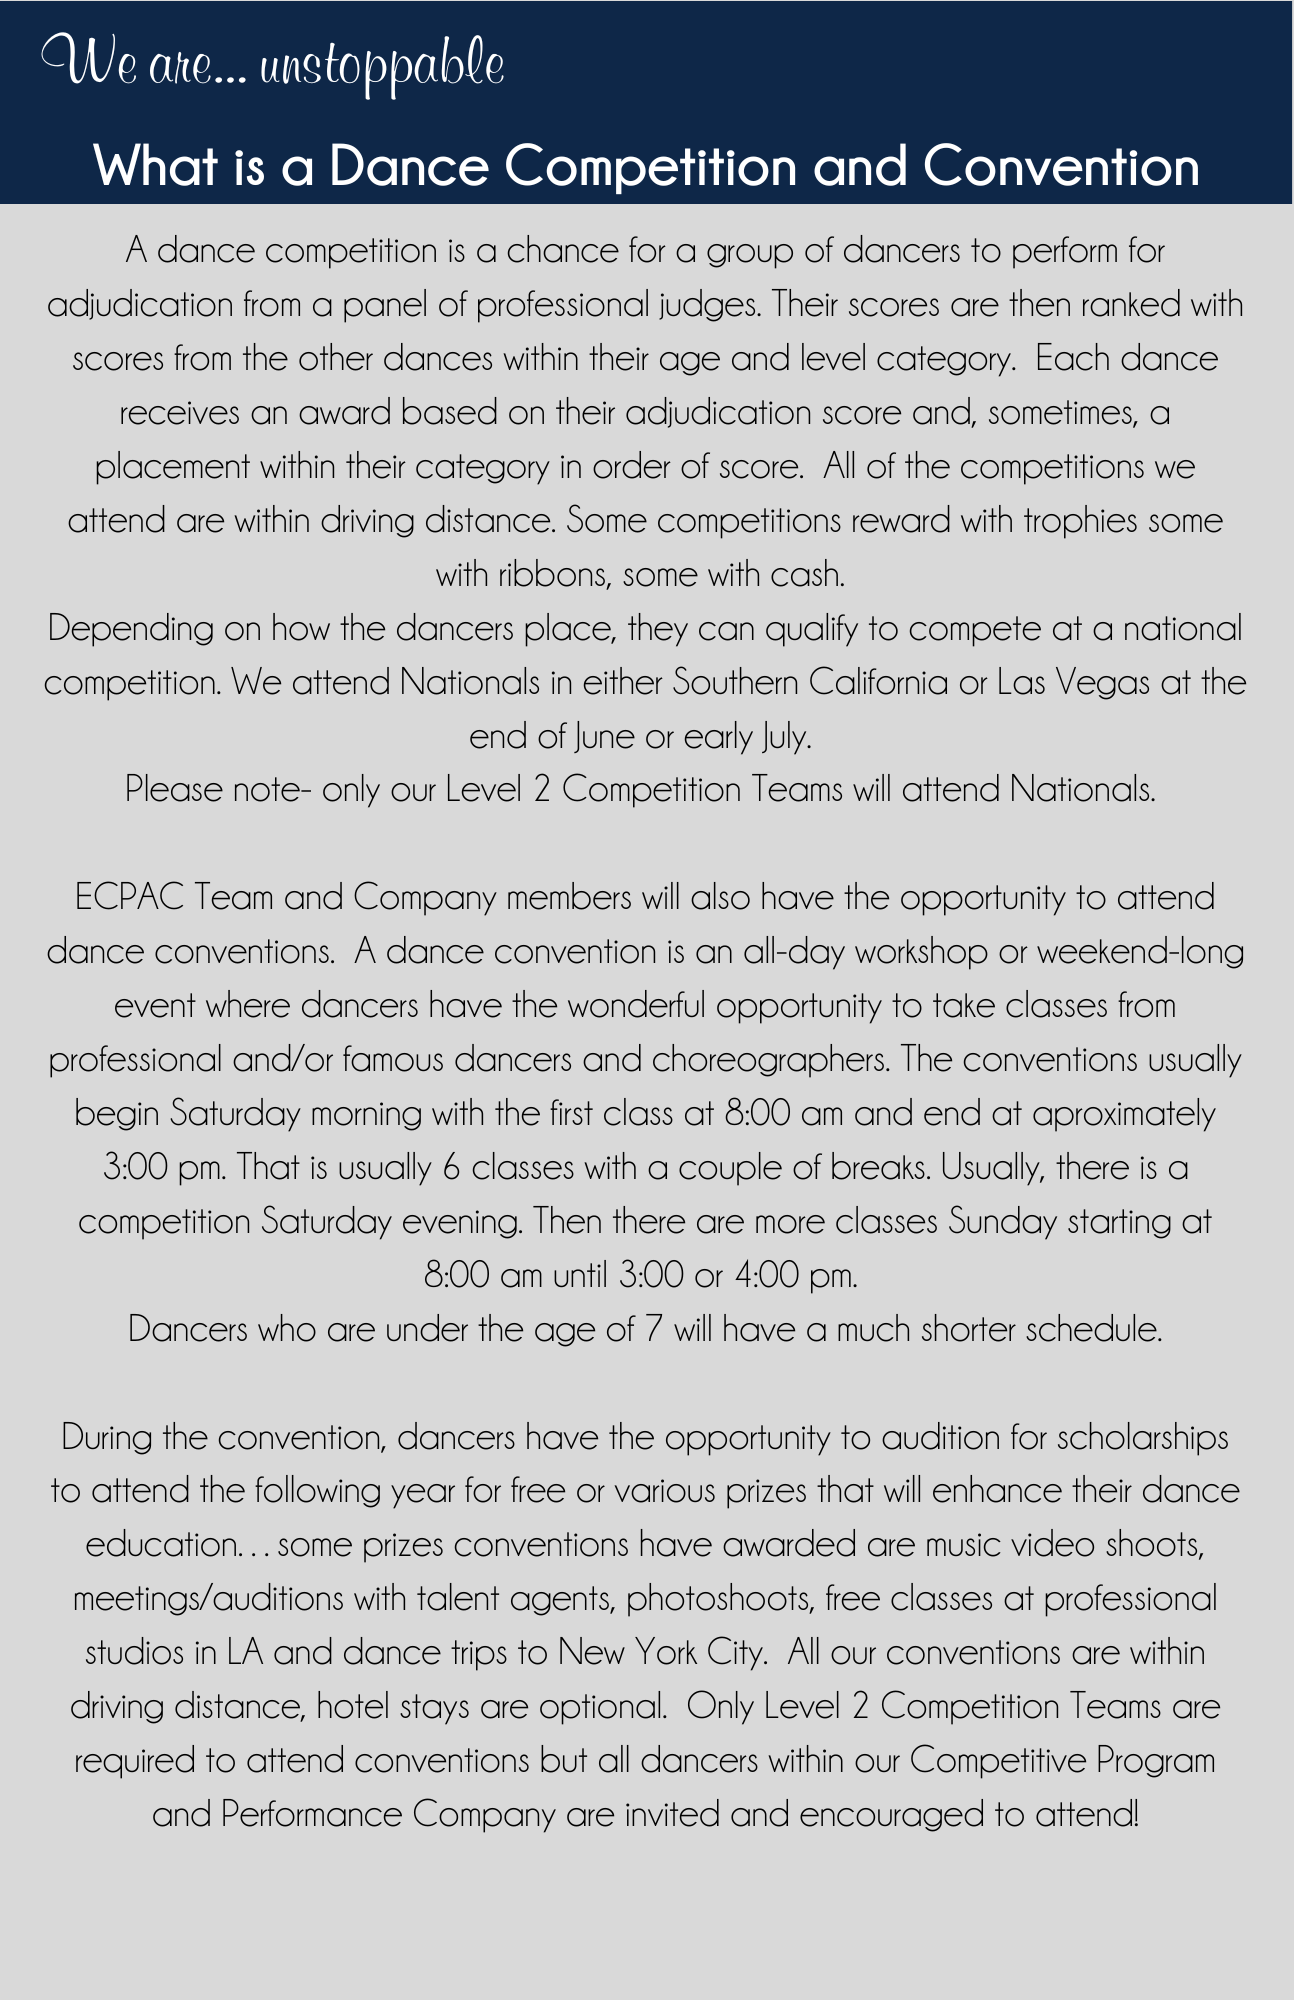 We are... unstoppable
What is a Dance Competition and Convention
A dance competition is a chance for a group of dancers to perform for
adjudication from a panel of professional judges. Their scores are then ranked with
scores from the other dances within their age and level category.  Each dance
receives an award based on their adjudication score and, sometimes, a
placement within their category in order of score.  All of the competitions we
attend are within driving distance. Some competitions reward with trophies some
with ribbons, some with cash.
Depending on how the dancers place, they can qualify to compete at a national
competition. We attend Nationals in either Southern California or Las Vegas at the
end of June or early July.
Please note- only our Level 2 Competition Teams will attend Nationals.
ECPAC Team and Company members will also have the opportunity to attend
dance conventions.  A dance convention is an all-day workshop or weekend-long
event where dancers have the wonderful opportunity to take classes from
professional and/or famous dancers and choreographers. The conventions usually
begin Saturday morning with the first class at 8:00 am and end at aproximately
3:00 pm. That is usually 6 classes with a couple of breaks. Usually, there is a
competition Saturday evening. Then there are more classes Sunday starting at
8:00 am until 3:00 or 4:00 pm.
Dancers who are under the age of 7 will have a much shorter schedule.
During the convention, dancers have the opportunity to audition for scholarships
to attend the following year for free or various prizes that will enhance their dance
education. . . some prizes conventions have awarded are music video shoots,
meetings/auditions with talent agents, photoshoots, free classes at professional
studios in LA and dance trips to New York City.  All our conventions are within
driving distance, hotel stays are optional.  Only Level 2 Competition Teams are
required to attend conventions but all dancers within our Competitive Program
and Performance Company are invited and encouraged to attend!